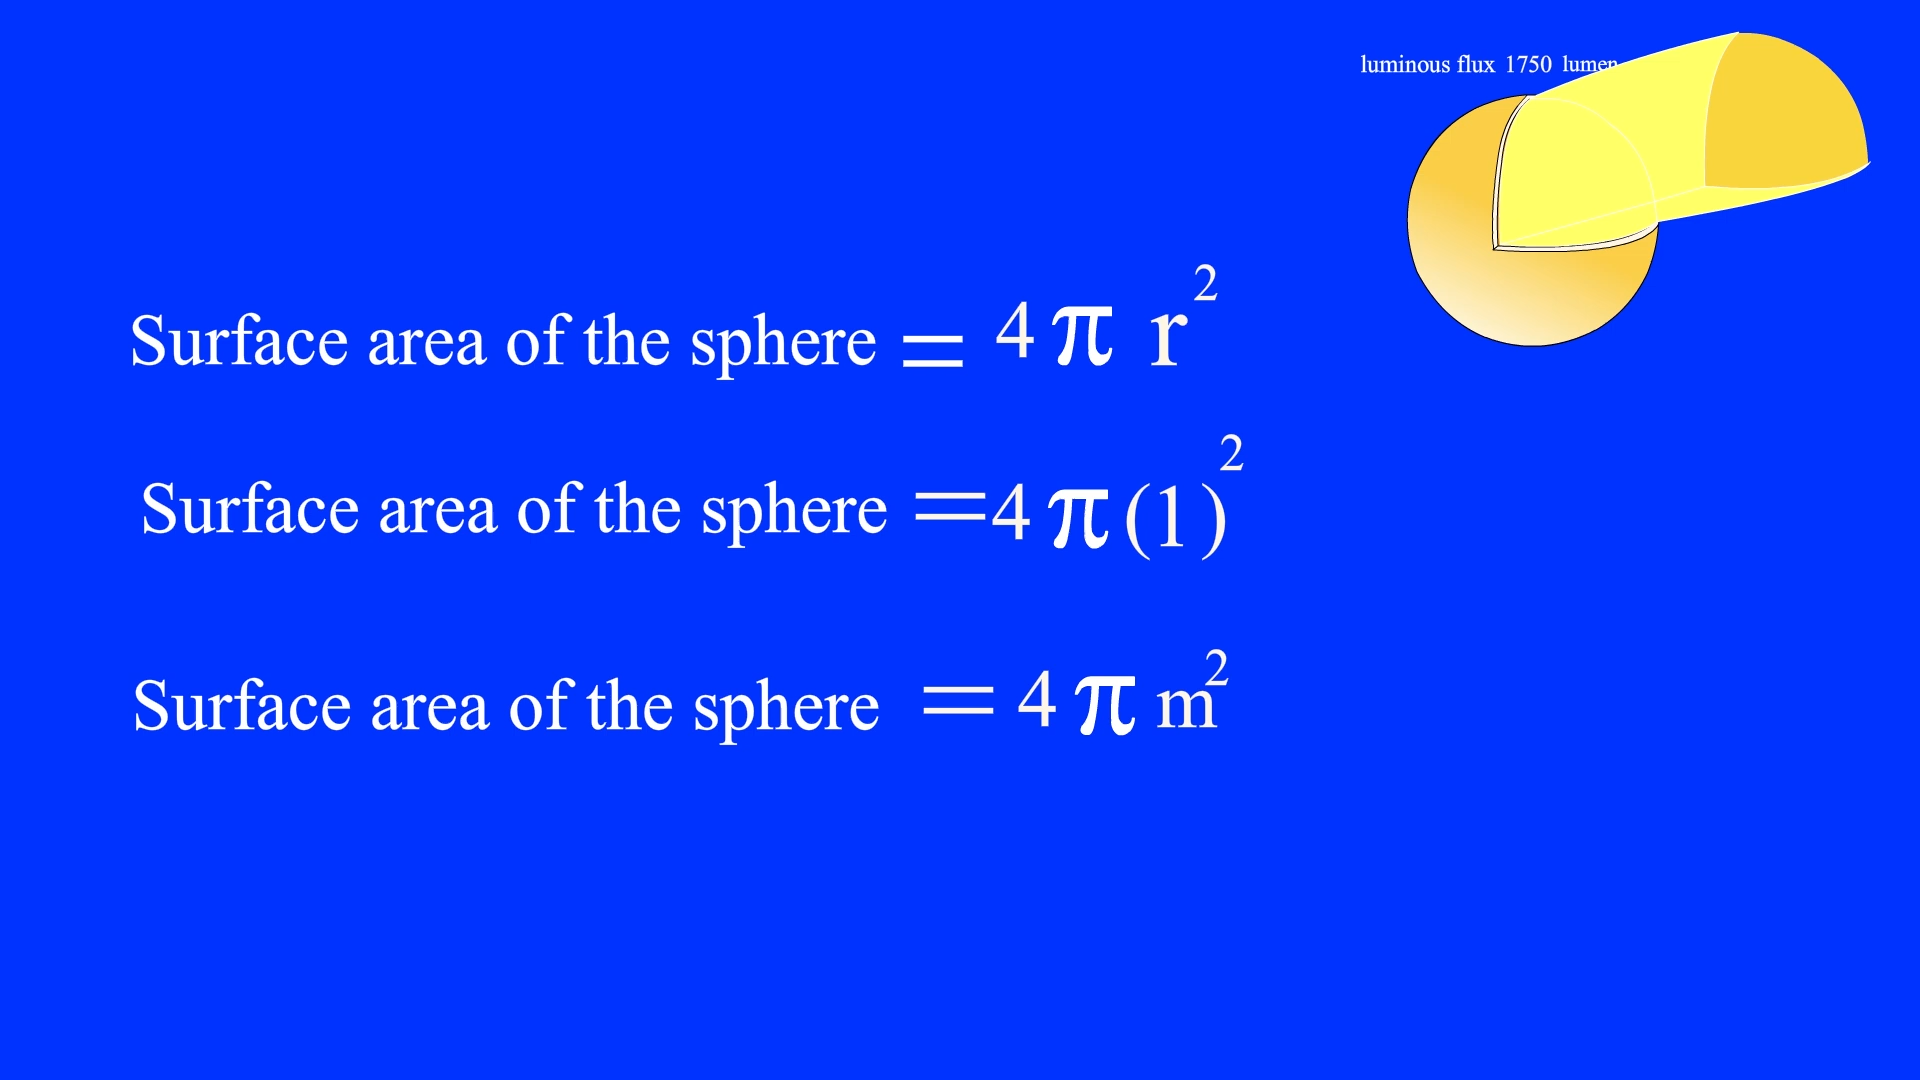 luminous flux 1750 lumen
Surface area of the sphere = 4 π r²
Surface area of the sphere =4 π (1)²
Surface area of the sphere = 4 π m²